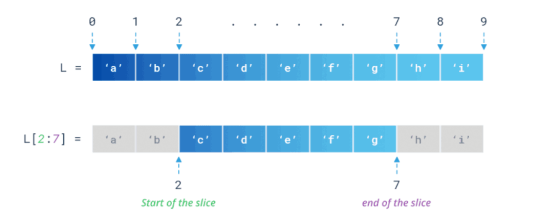 0 1 2 . . . . . . 7 8 9
L = ‘a’ ‘b’ ‘c’ ‘d’ ‘e’ ‘f’ ‘g’ ‘h’ ‘i’
L[2:7] = ‘a’ ‘b’ ‘c’ ‘d’ ‘e’ ‘f’ ‘g’ ‘h’ ‘i’
2 7
Start of the slice end of the slice